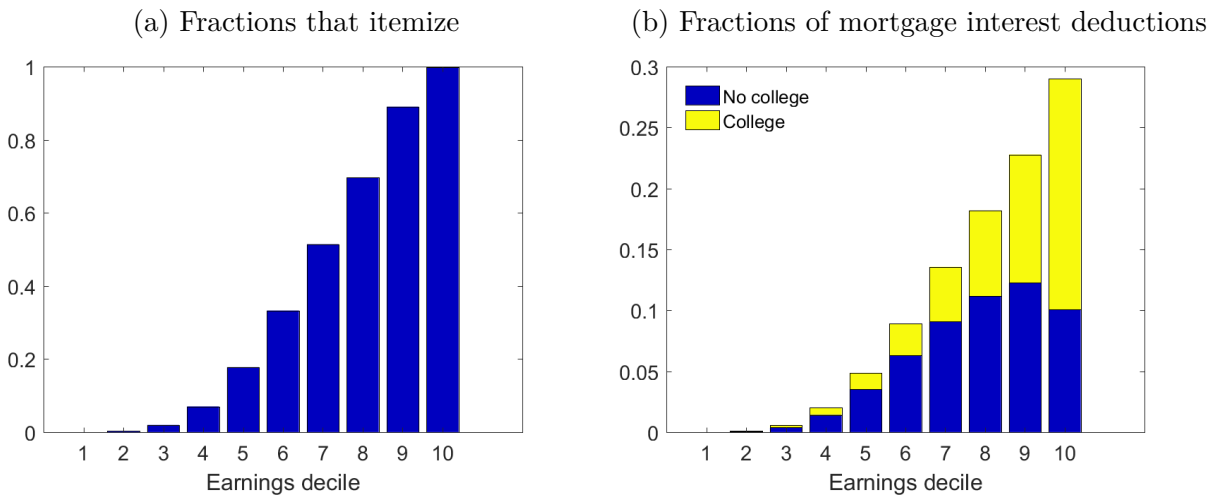 (a) Fractions that itemize
1
0.8
0.6
0.4
0.2
0
1 2 3 4 5 6 7 8 9 10
Earnings decile
(b) Fractions of mortgage interest deductions
0.3
0.25
0.2
0.15
0.1
0.05
0
No college
College
1 2 3 4 5 6 7 8 9 10
Earnings decile